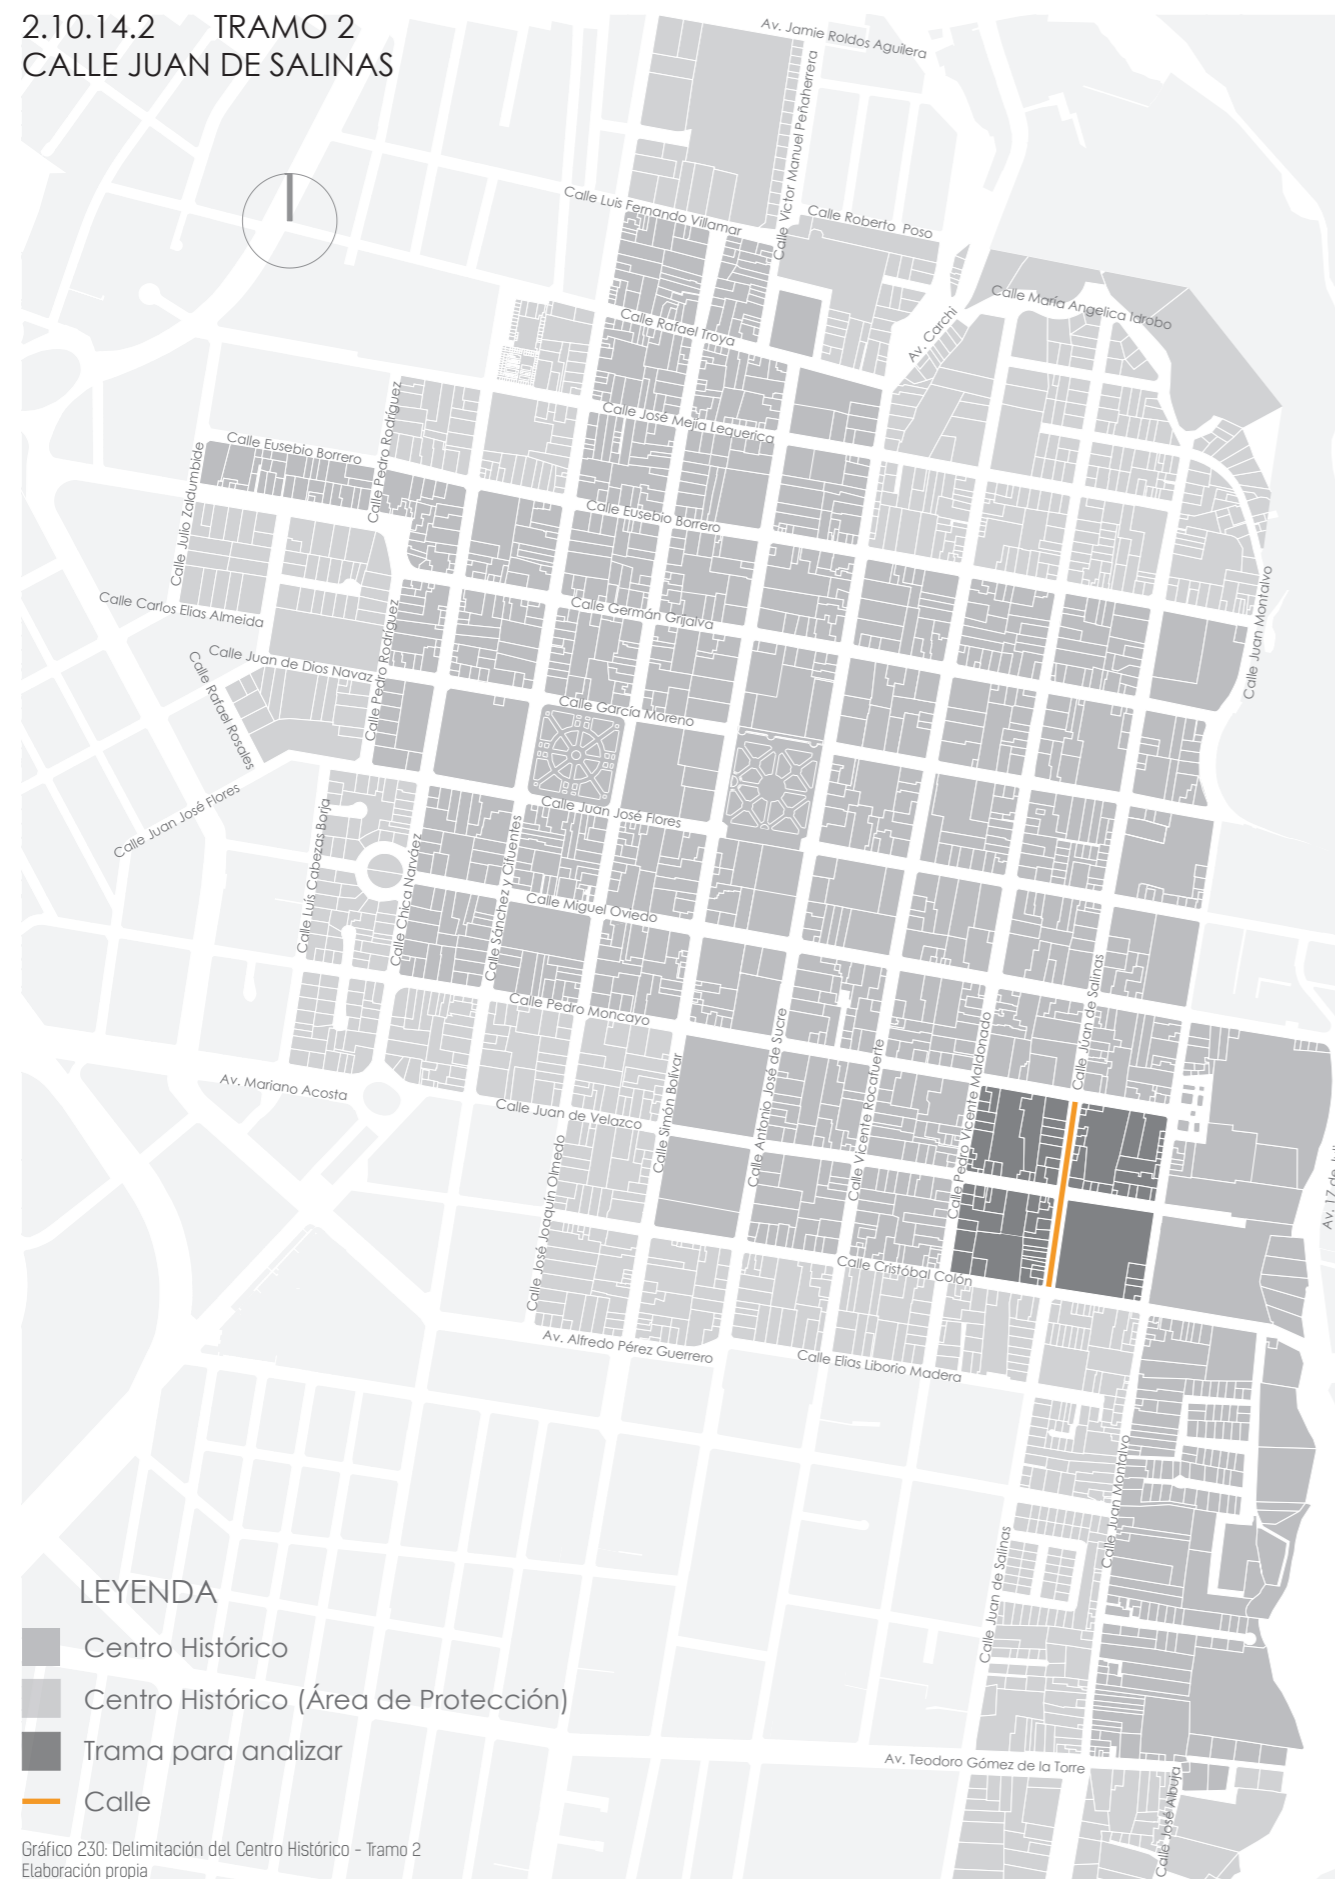 2.10.14.2 TRAMO 2
CALLE JUAN DE SALINAS
Av. Jamie Roldos Aguilera
Calle Victor Manuel Peñaherrera
Calle Luis Fernando Villamar
Calle Roberto Poso
Calle María Angelica Idrobo
Av. Carchi
Calle Rafael Troya
Calle José Mejia Lequerica
Calle Pedro Rodríguez
Calle Eusebio Borrero
Calle Julio Zaldumbide
Calle Eusebio Borrero
Calle Carlos Elias Almeida
Calle Germán Grijalva
Calle Juan Montalvo
Calle Pedro Rodríguez
Calle Juan de Dios Navaz
Calle Rafael Rosales
Calle García Moreno
Calle Juan José Flores
Calle Juan José Flores
Calle Luís Cabezas Borja
Calle Chica Narváez
Calle Sánchez y Cifuentes
Calle Miguel Oviedo
Calle Pedro Moncayo
Calle Juan de Salinas
Calle Antonio José de Sucre
Calle Pedro Vicente Maldonado
Calle Vicente Rocafuerte
Calle Simón Bolívar
Av. Mariano Acosta
Calle Juan de Velazco
Calle José Joaquín Olmedo
Av. 17 de
Calle Cristóbal Colón
Av. Alfredo Pérez Guerrero
Calle Elias Liborio Madera
Calle Juan Montalvo
Calle Juan de Salinas
LEYENDA
Centro Histórico
Centro Histórico (Área de Protección)
Trama para analizar
Calle
Av. Teodoro Gómez de la Torre
Calle José Albuja
Gráfico 230: Delimitación del Centro Histórico - Tramo 2
Elaboración propia